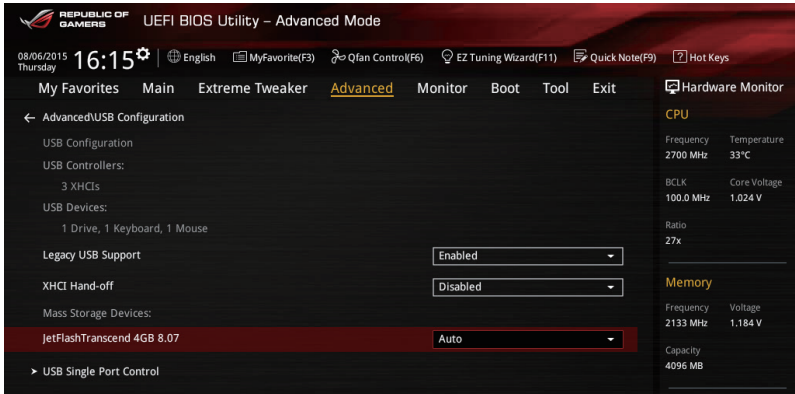 REPUBLIC OF
GAMERS
UEFI BIOS Utility – Advanced Mode
08/06/2015
Thursday
16:15
English
MyFavorite(F3)
Qfan Control(F6)
EZ Tuning Wizard(F11)
Quick Note(F9)
? Hot Keys
My Favorites Main Extreme Tweaker Advanced Monitor Boot Tool Exit
Hardware Monitor
← Advanced\USB Configuration
USB Configuration
USB Controllers:
3 XHCIs
USB Devices:
1 Drive, 1 Keyboard, 1 Mouse
Legacy USB Support Enabled
XHCI Hand-off Disabled
Mass Storage Devices:
JetFlashTranscend 4GB 8.07 Auto
> USB Single Port Control
CPU
Frequency Temperature
2700 MHz 33°C
BCLK Core Voltage
100.0 MHz 1.024 V
Ratio
27x
Memory
Frequency Voltage
2133 MHz 1.184 V
Capacity
4096 MB